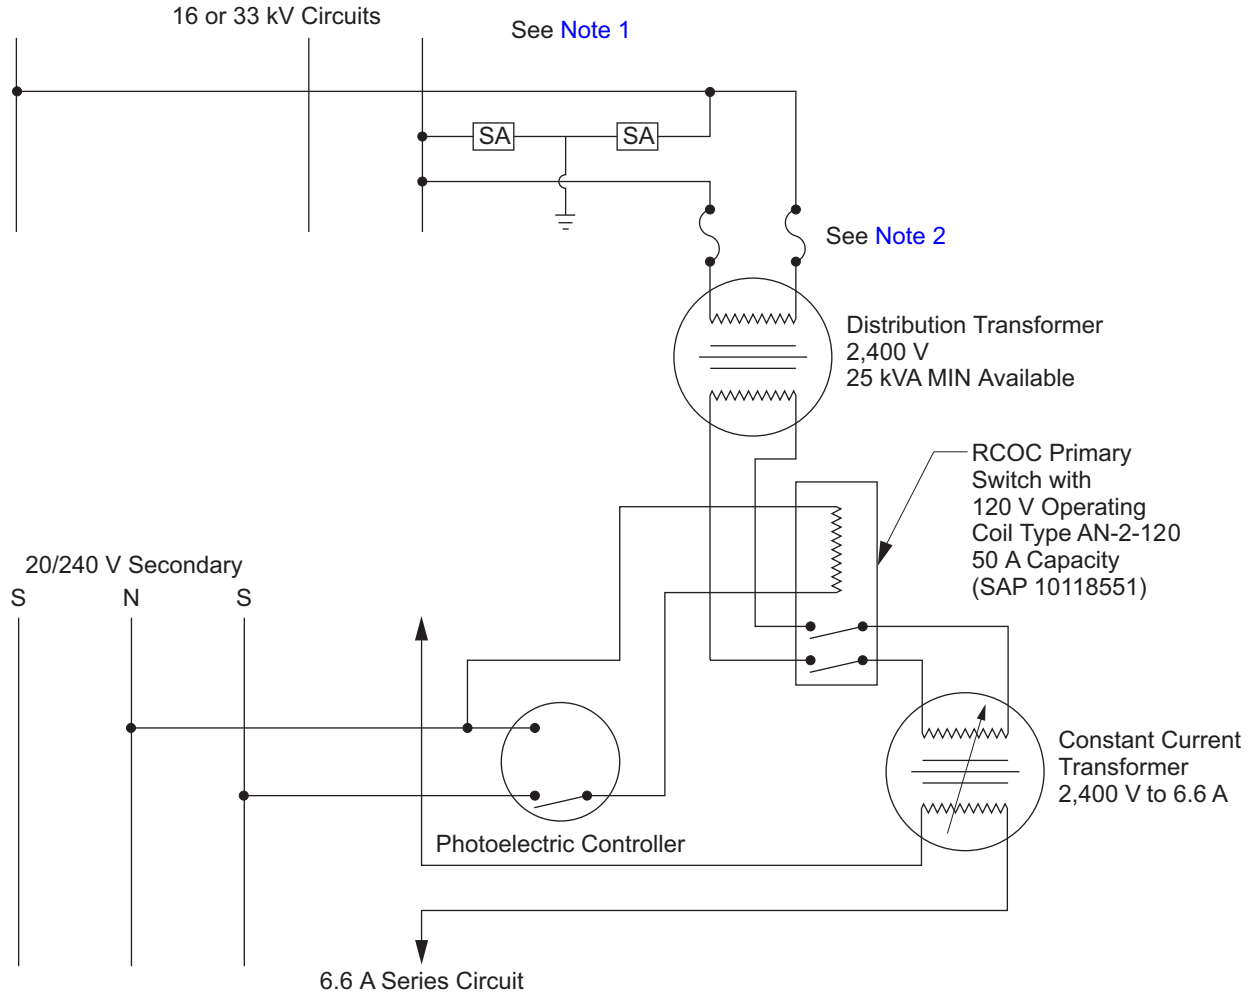 16 or 33 kV Circuits
See Note 1
SA
SA
See Note 2
Distribution Transformer
2,400 V
25 kVA MIN Available
RCOC Primary
Switch with
120 V Operating
Coil Type AN-2-120
50 A Capacity
(SAP 10118551)
20/240 V Secondary
S
N
S
Constant Current
Transformer
2,400 V to 6.6 A
Photoelectric Controller
6.6 A Series Circuit